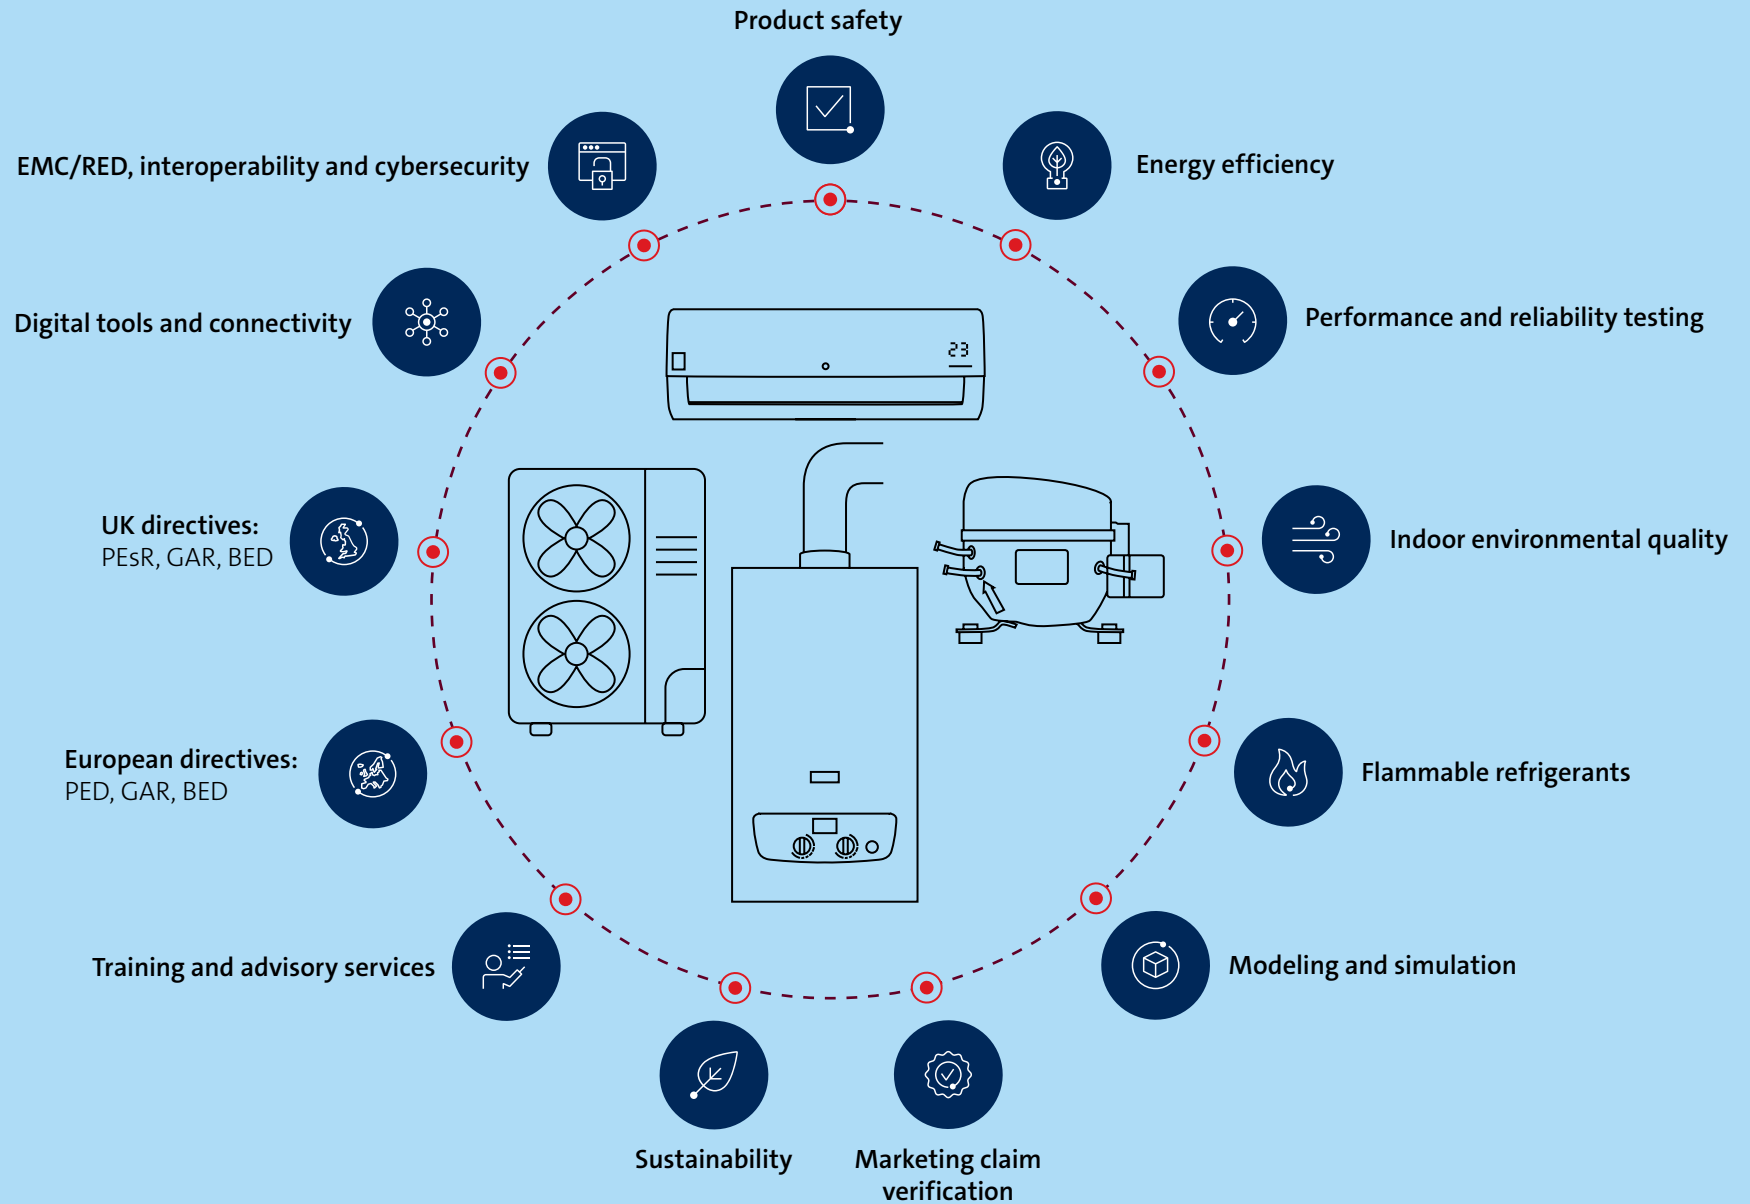 Product safety
EMC/RED, interoperability and cybersecurity
Energy efficiency
Digital tools and connectivity
Performance and reliability testing
23
UK directives:
PEsR, GAR, BED
Indoor environmental quality
European directives:
PED, GAR, BED
Flammable refrigerants
Training and advisory services
Modeling and simulation
Sustainability
Marketing claim
verification